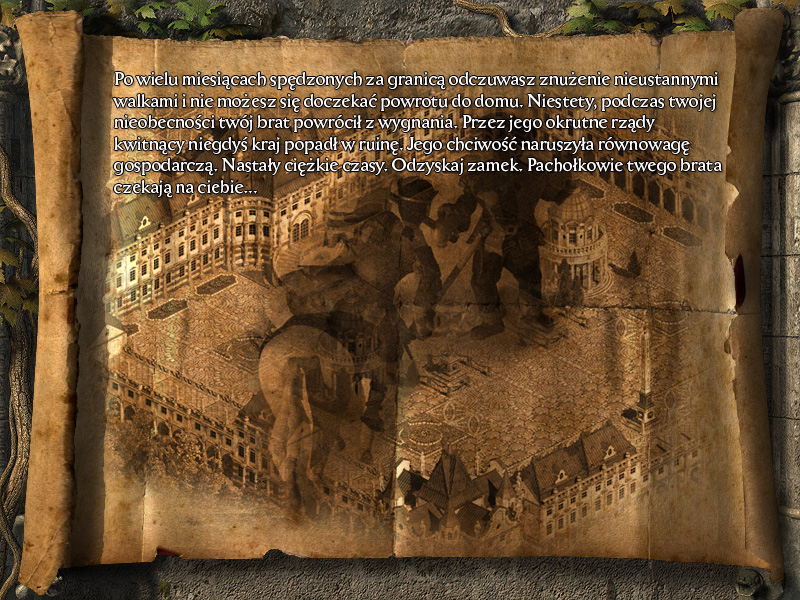 Po wielu miesiącach spędzonych za granicą odczuwasz znużenie nieustannymi
walkami i nie możesz się doczekać powrotu do domu. Niestety, podczas twojej
nieobecności twój brat powrócił z wygnania. Przez jego okrutne rządy
kwitnący niegdyś kraj popadł w ruinę. Jego chciwość naruszyła równowagę
gospodarczą. Nastały ciężkie czasy. Odzyskaj zamek. Pachołkowie twego brata
czekają na ciebie...